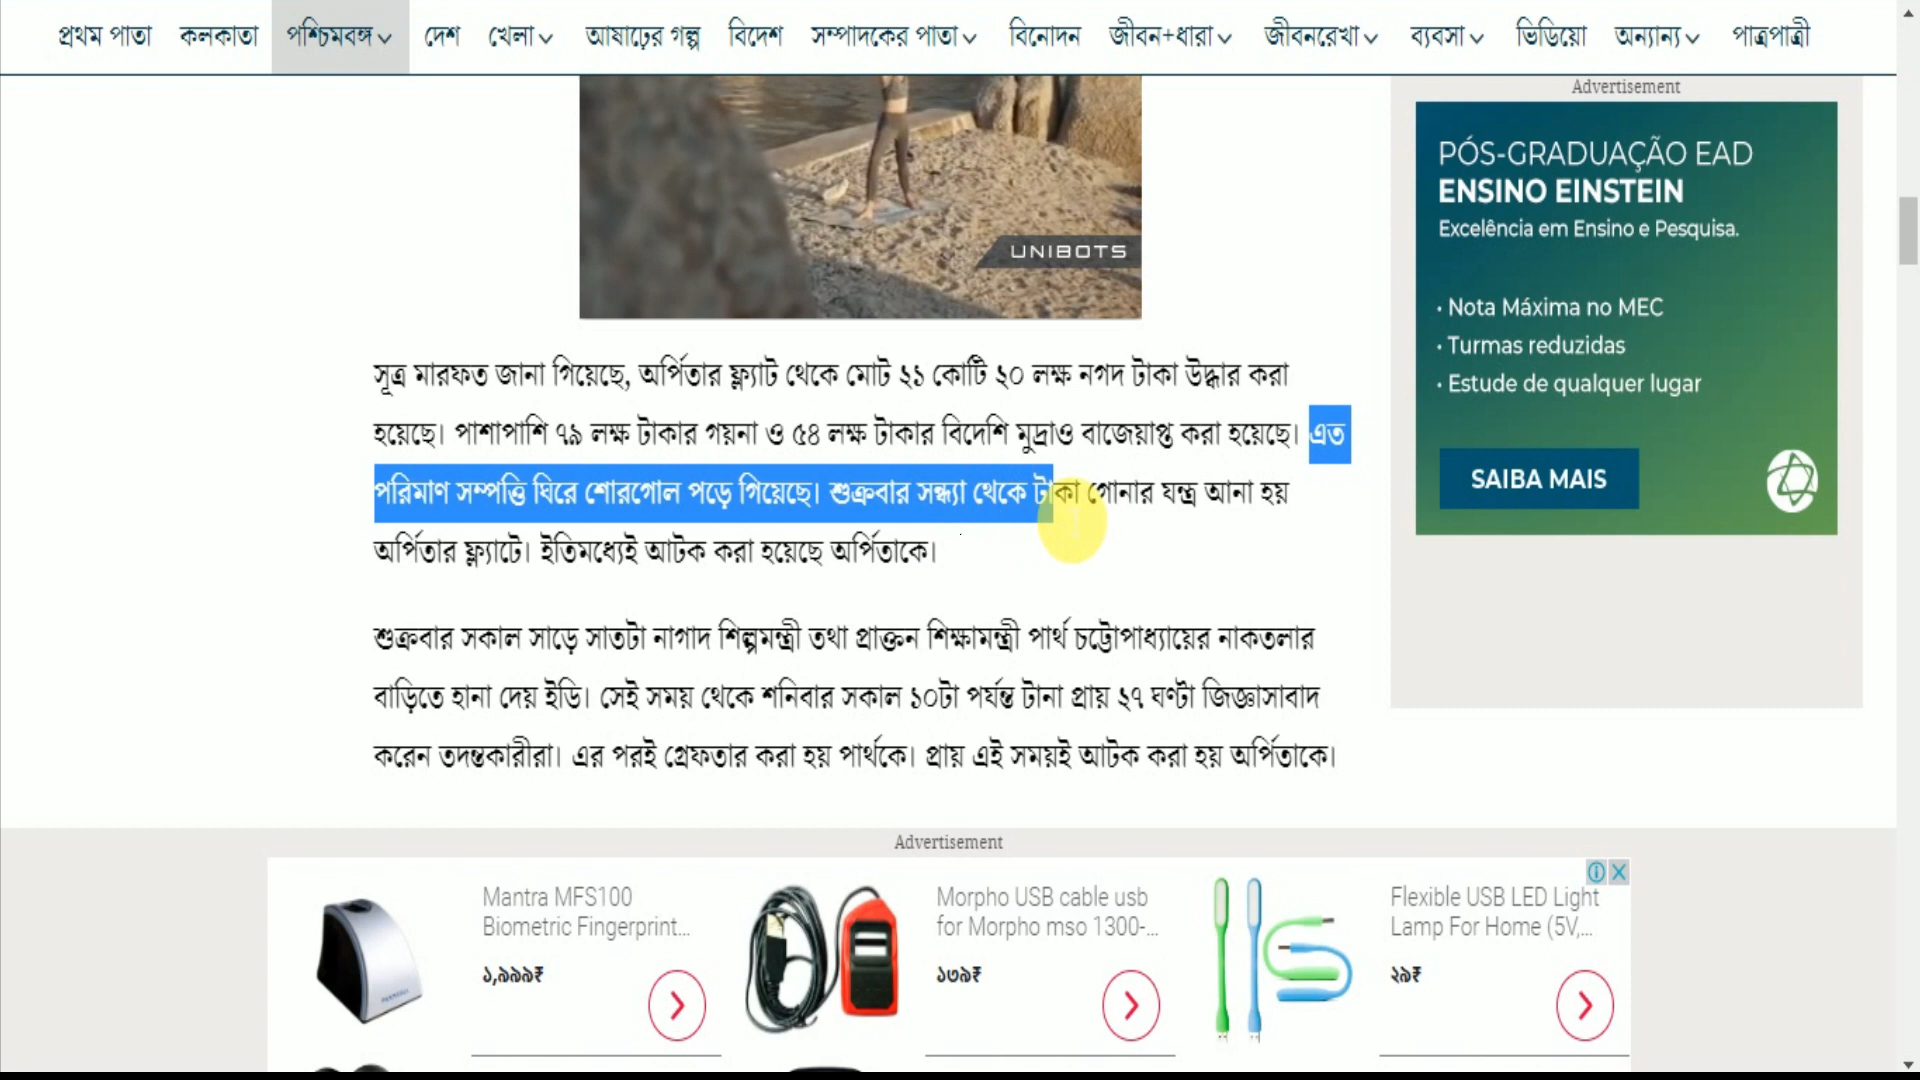 প্রথম পাতা কলকাতা পশ্চিমবঙ্গ দেশ খেলা আষাঢ়ের গল্প বিদেশ সম্পাদকের পাতা বিনোদন জীবন+ধারা জীবনরেখা ব্যবসা ভিডিয়ো অন্যান্য পাত্রপাত্রী
UNIBOTS
সূত্র মারফত জানা গিয়েছে, অর্পিতার ফ্ল্যাট থেকে মোট ২১ কোটি ২০ লক্ষ নগদ টাকা উদ্ধার করা
হয়েছে। পাশাপাশি ৭৯ লক্ষ টাকার গয়না ও ৫৪ লক্ষ টাকার বিদেশি মুদ্রাও বাজেয়াপ্ত করা হয়েছে। এত
পরিমাণ সম্পত্তি ঘিরে শোরগোল পড়ে গিয়েছে। শুক্রবার সন্ধ্যা থেকে টাকা গোনার যন্ত্র আনা হয়
অর্পিতার ফ্ল্যাটে। ইতিমধ্যেই আটক করা হয়েছে অর্পিতাকে।
শুক্রবার সকাল সাড়ে সাতটা নাগাদ শিল্পমন্ত্রী তথা প্রাক্তন শিক্ষামন্ত্রী পার্থ চট্টোপাধ্যায়ের নাকতলার
বাড়িতে হানা দেয় ইডি। সেই সময় থেকে শনিবার সকাল ১০টা পর্যন্ত টানা প্রায় ২৭ ঘণ্টা জিজ্ঞাসাবাদ
করেন তদন্তকারীরা। এর পরই গ্রেফতার করা হয় পার্থকে। প্রায় এই সময়ই আটক করা হয় অর্পিতাকে।
Advertisement
PÓS-GRADUAÇÃO EAD
ENSINO EINSTEIN
Excelência em Ensino e Pesquisa.
· Nota Máxima no MEC
· Turmas reduzidas
· Estude de qualquer lugar
SAIBA MAIS
Advertisement
Mantra MFS100
Biometric Fingerprint...
১,৯৯৯₹
Morpho USB cable usb
for Morpho mso 1300-...
১৩৯₹
Flexible USB LED Light
Lamp For Home (5V,...
২৯₹